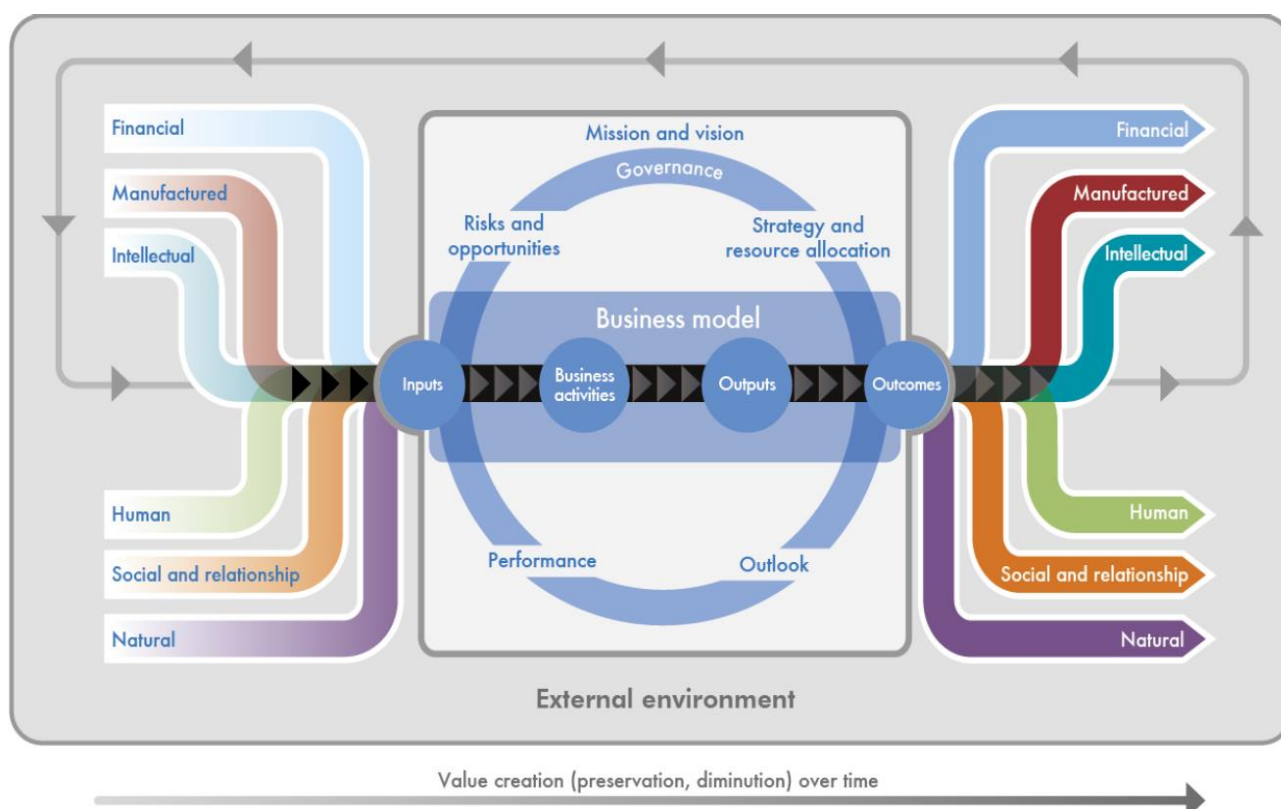 Financial
Manufactured
Intellectual
Human
Social and relationship
Natural
Mission and vision
Governance
Risks and
opportunities
Strategy and
resource allocation
Business model
Inputs
Business
activities
Outputs
Outcomes
Performance
Outlook
Financial
Manufactured
Intellectual
Human
Social and relationship
Natural
External environment
Value creation (preservation, diminution) over time